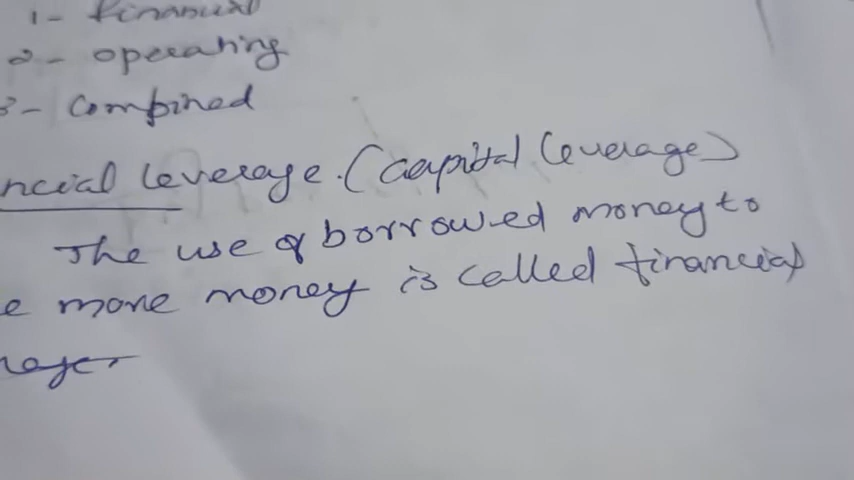 1- financial
2- operating
3- Combined
ncial leverage. (capital leverage)
The use of borrowed money to
e more money is called financial